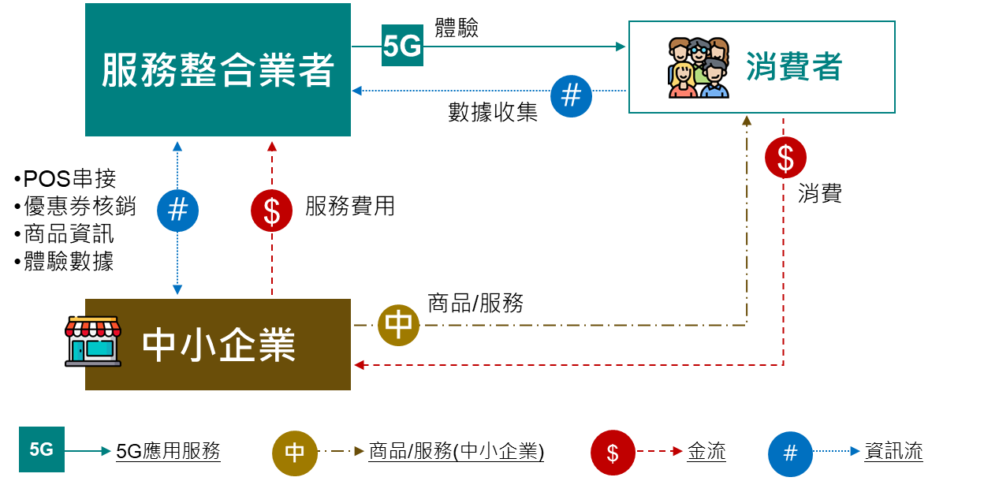 服務整合業者
5G
體驗
消費者
#
數據收集
•POS串接
•優惠券核銷
•商品資訊
•體驗數據
#
$
服務費用
$
消費
中小企業
中
商品/服務
5G
5G應用服務
中
商品/服務(中小企業)
$
金流
#
資訊流